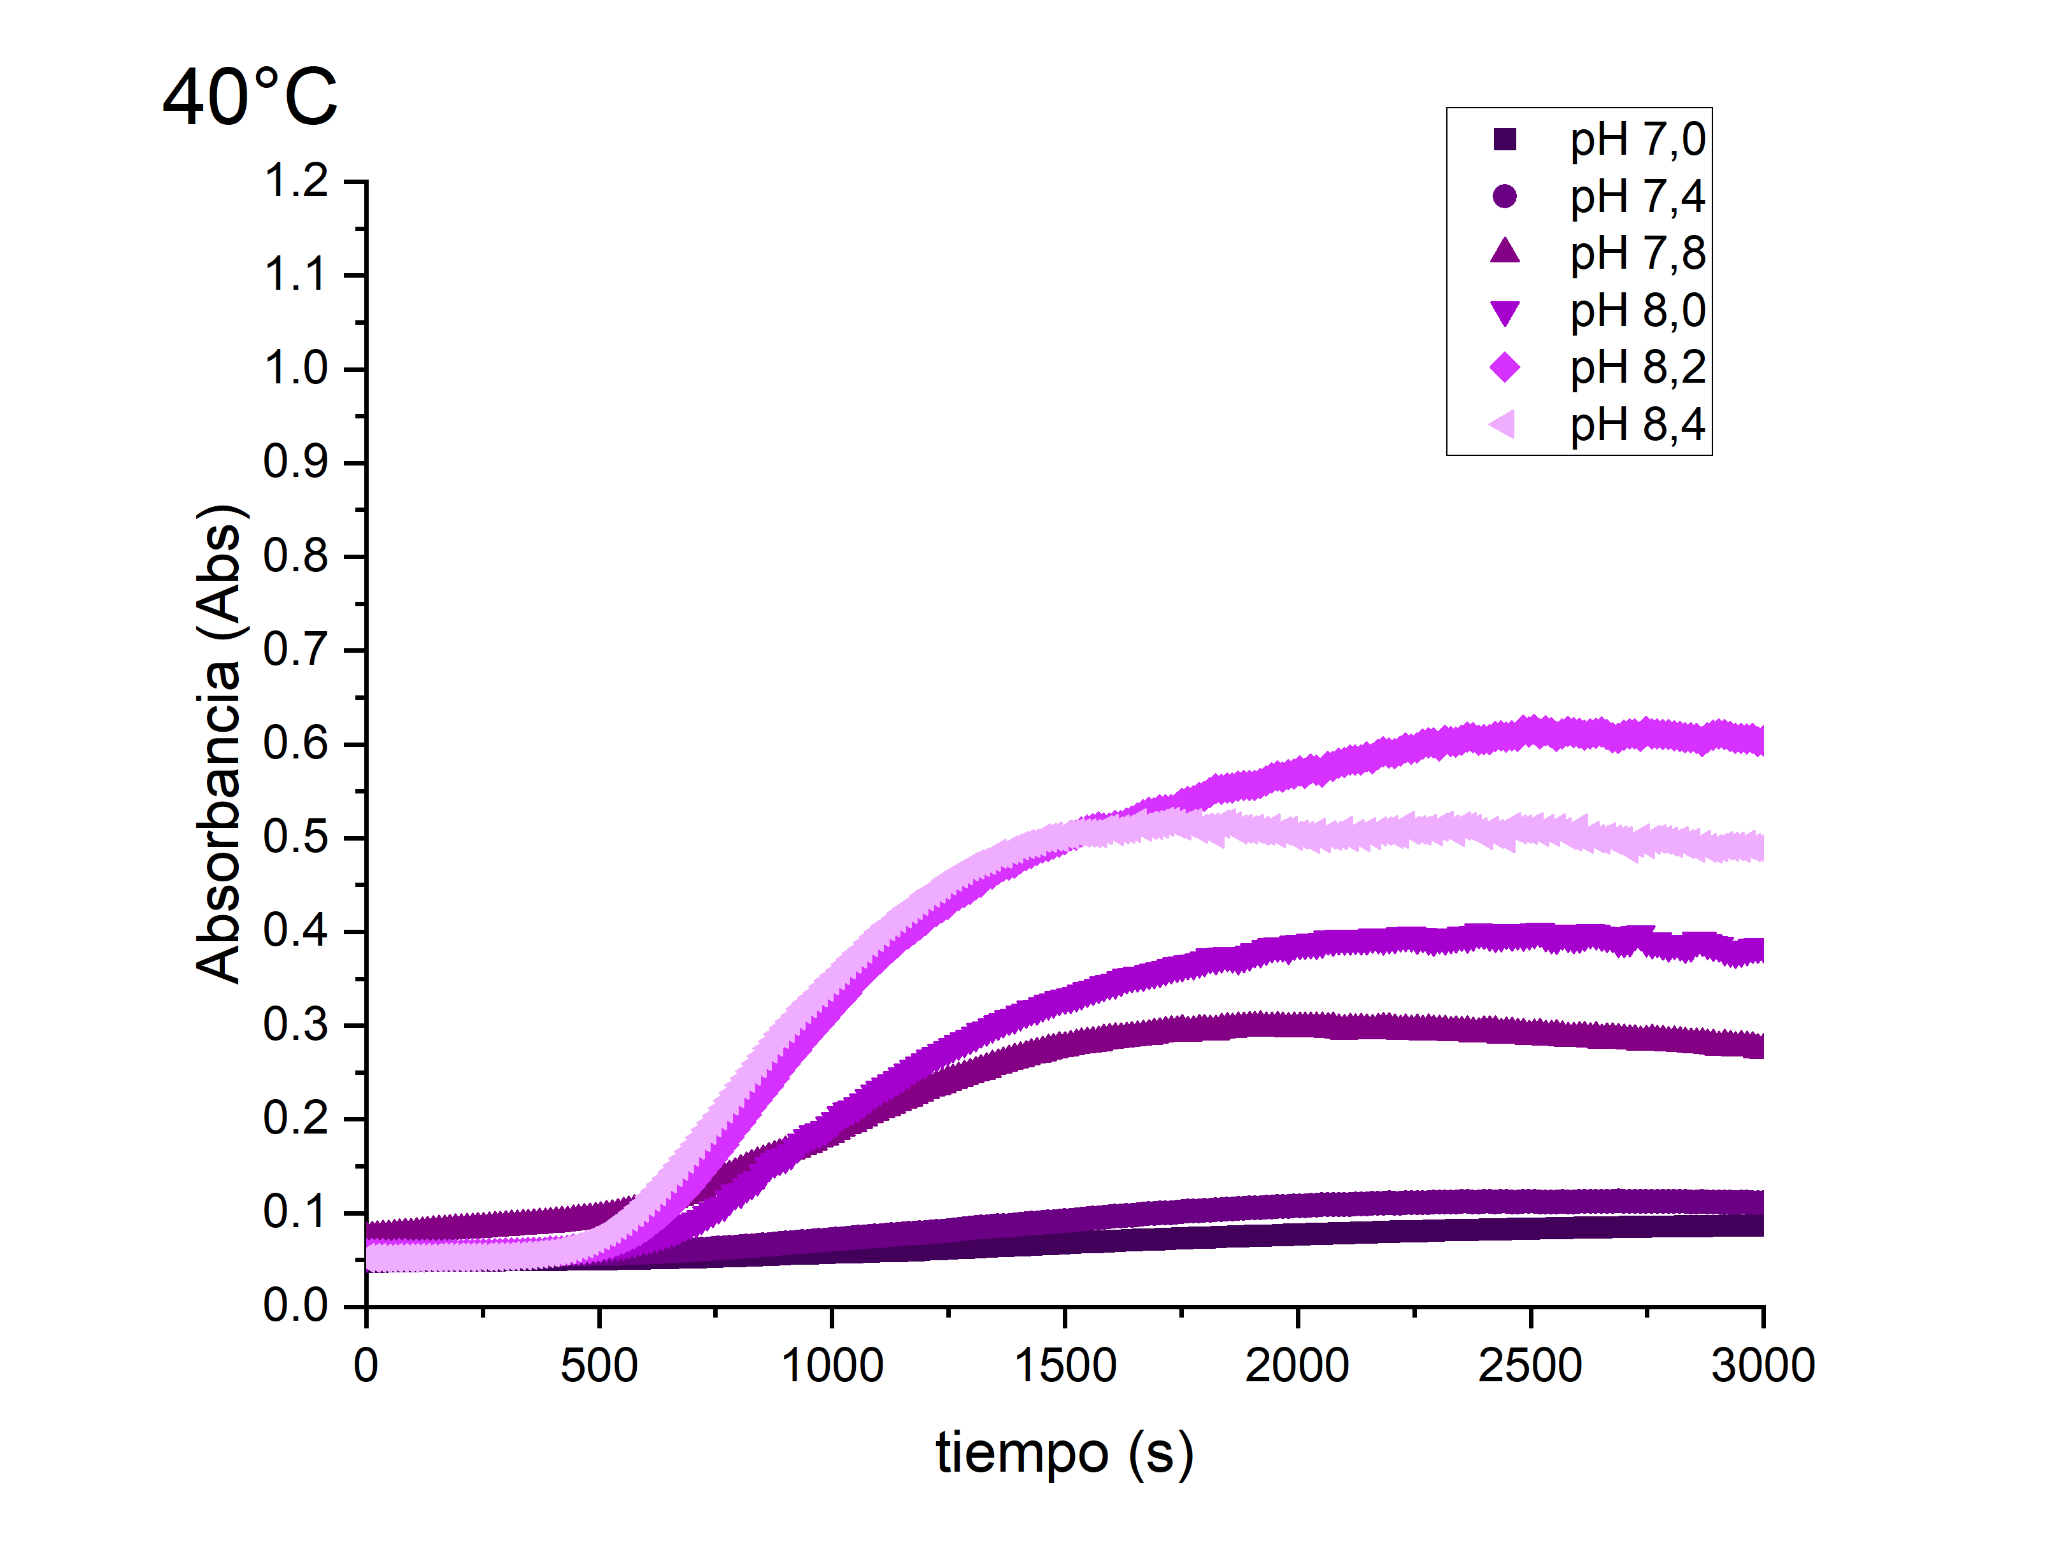 40°C
pH 7,0
pH 7,4
pH 7,8
pH 8,0
pH 8,2
pH 8,4
Absorbancia (Abs)
1.2
1.1
1.0
0.9
0.8
0.7
0.6
0.5
0.4
0.3
0.2
0.1
0.0
0 500 1000 1500 2000 2500 3000
tiempo (s)